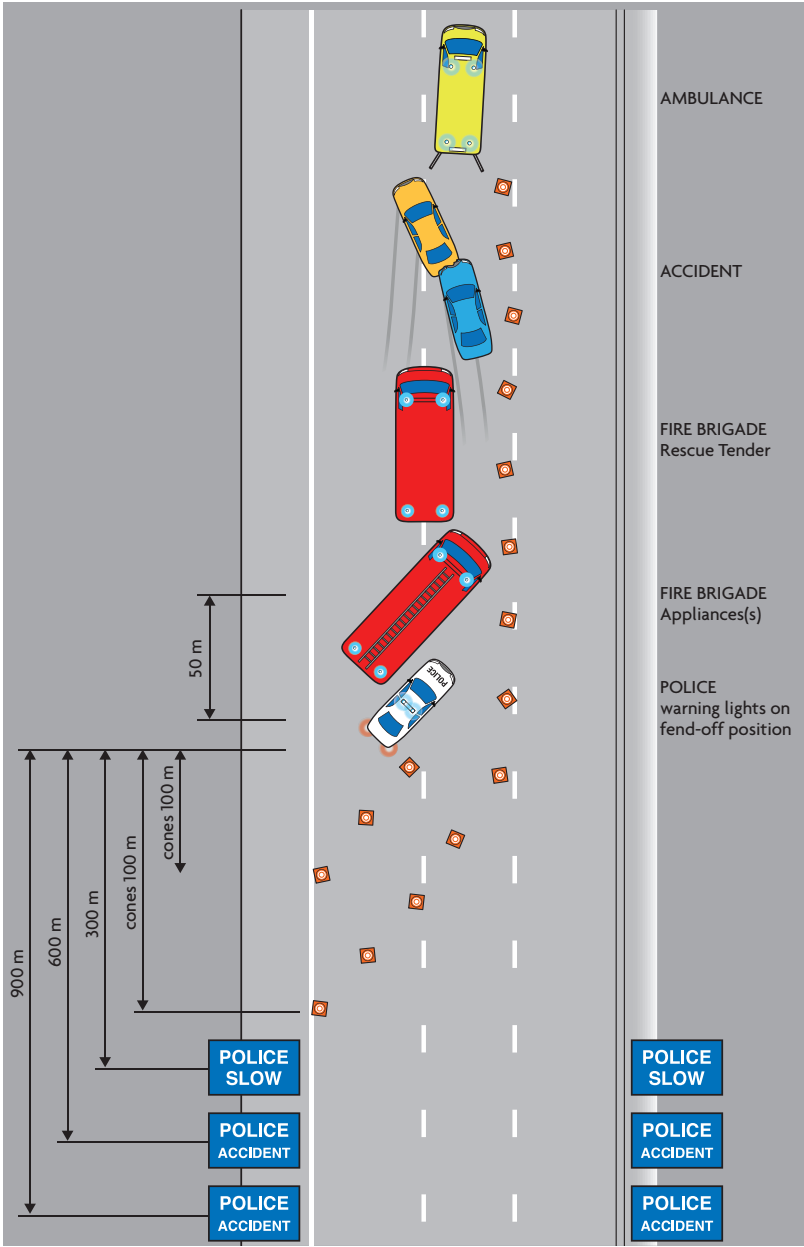 AMBULANCE
ACCIDENT
FIRE BRIGADE
Rescue Tender
FIRE BRIGADE
Appliances(s)
POLICE
POLICE
warning lights on
fend-off position
50 m
cones 100 m
cones 100 m
300 m
600 m
900 m
POLICE
SLOW
POLICE
SLOW
POLICE
ACCIDENT
POLICE
ACCIDENT
POLICE
ACCIDENT
POLICE
ACCIDENT